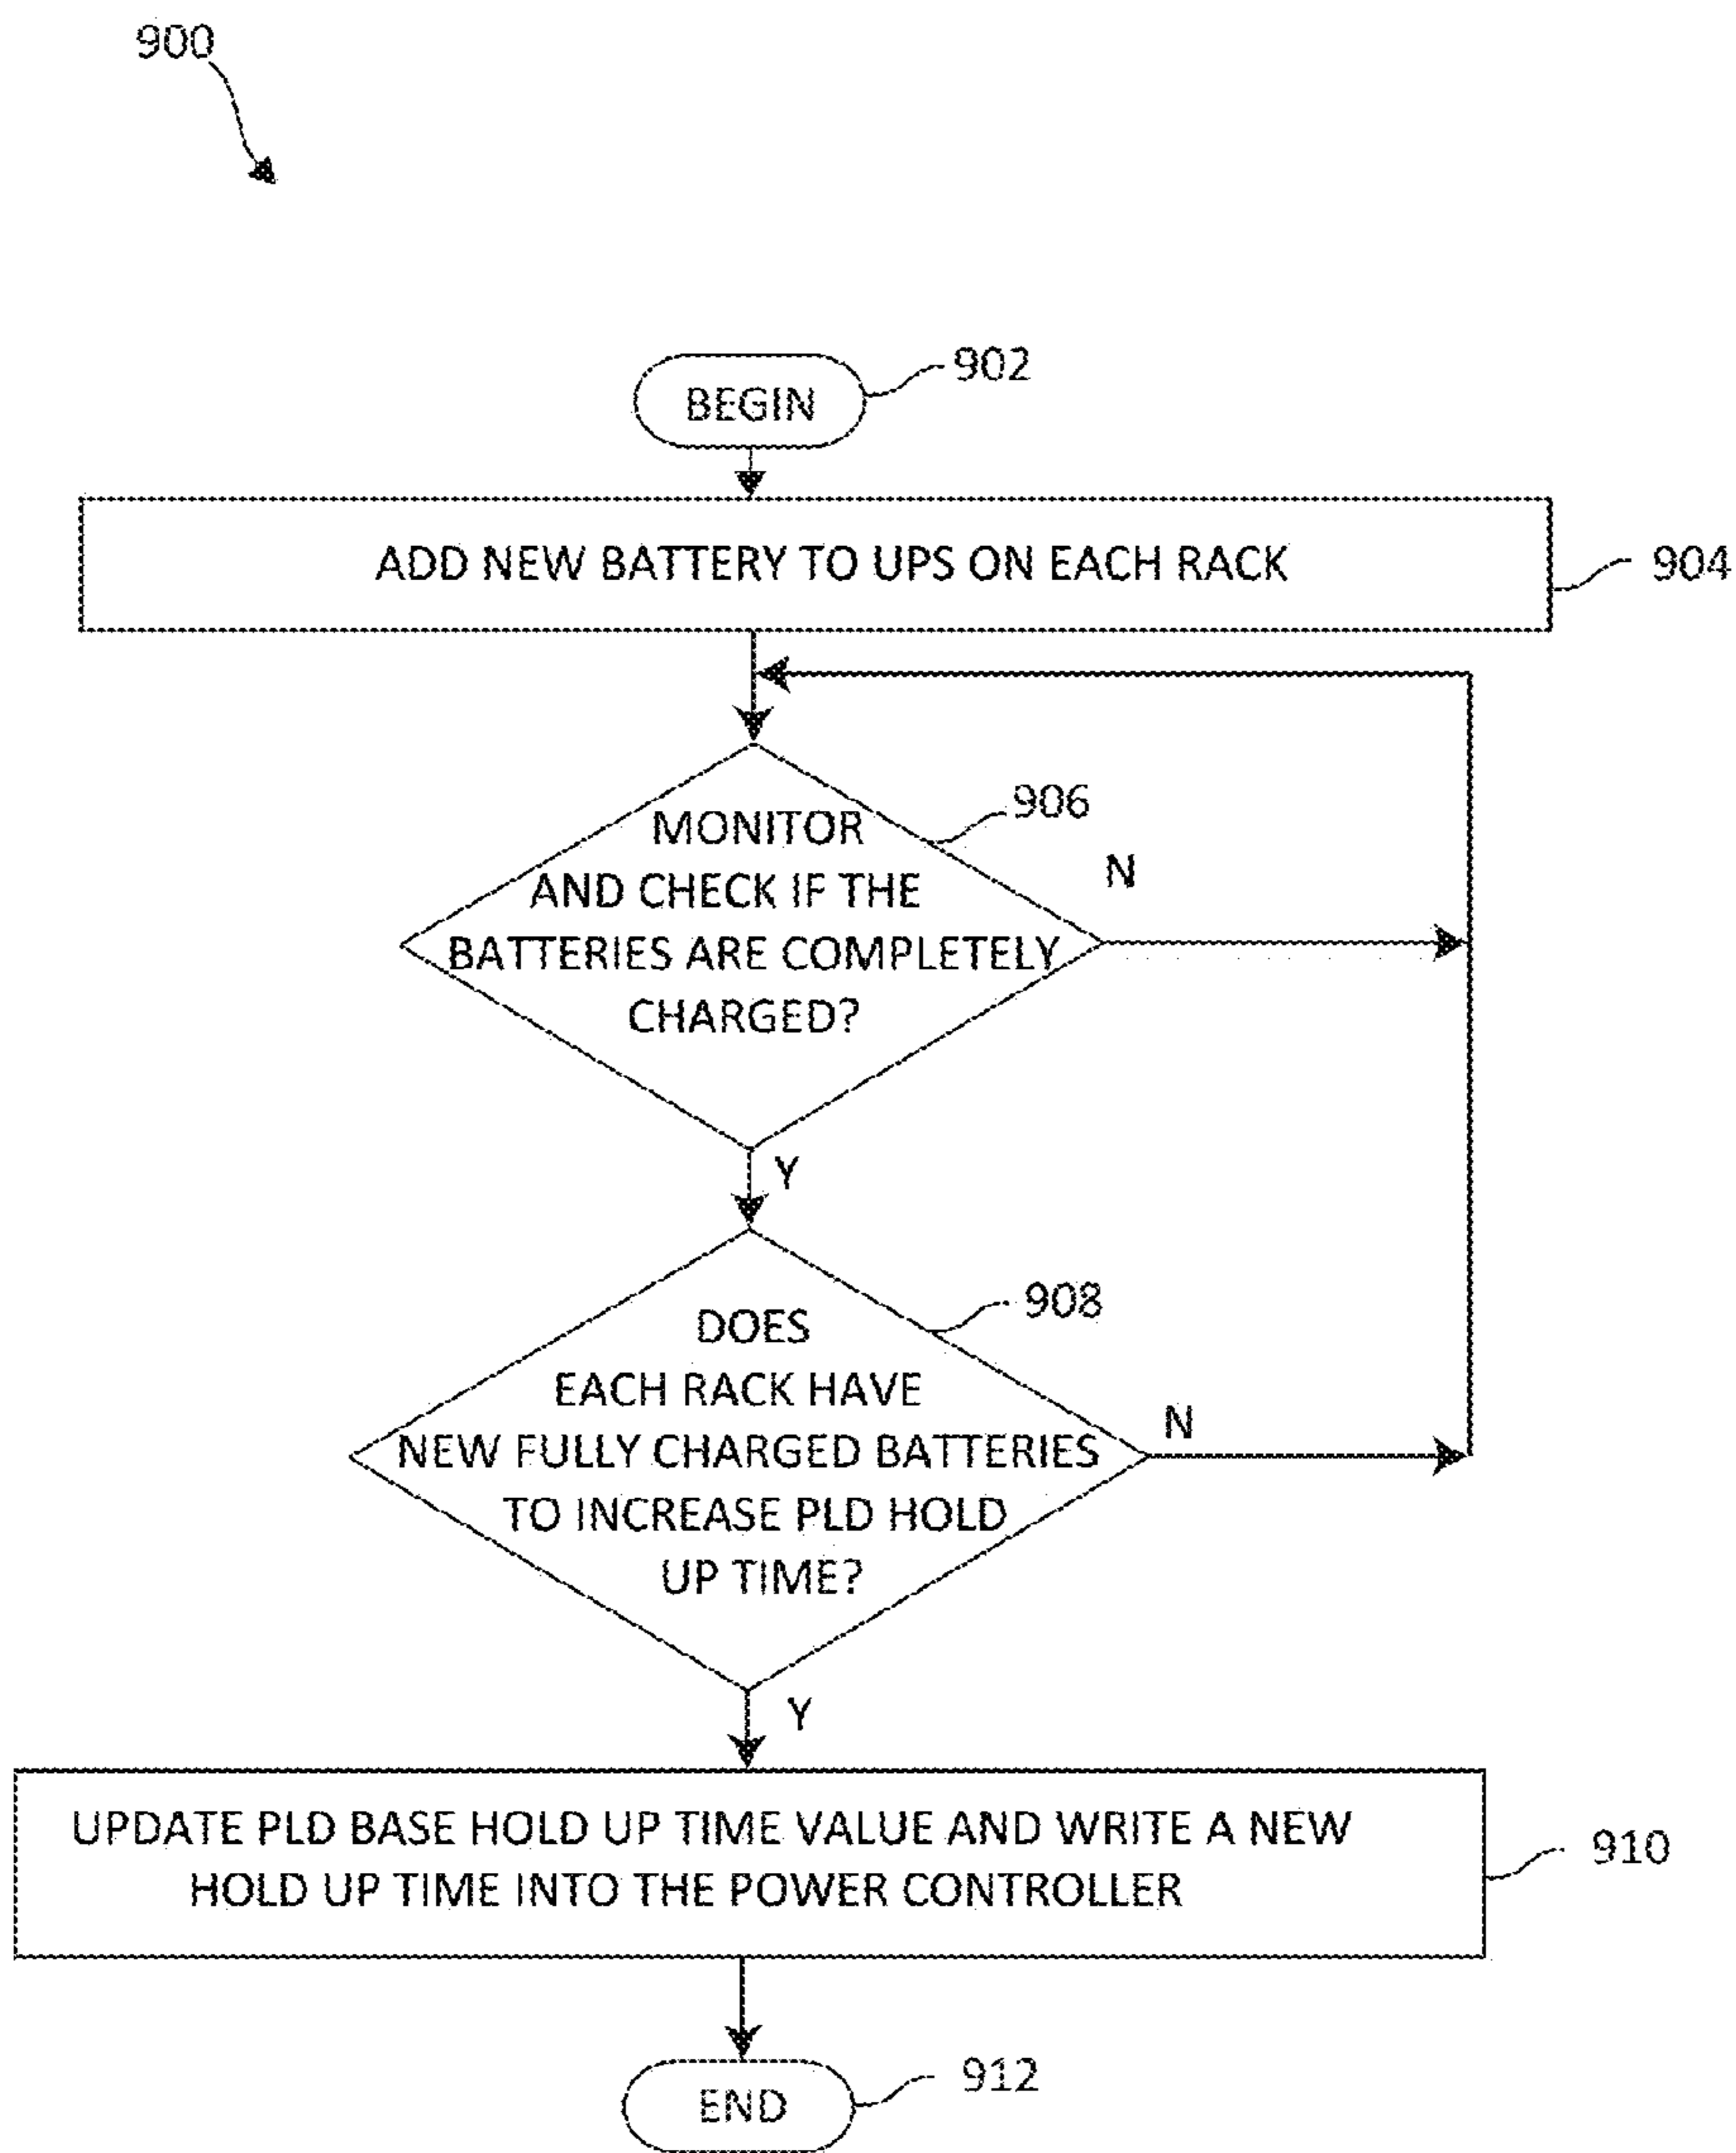 900
BEGIN
902
ADD NEW BATTERY TO UPS ON EACH RACK
904
MONITOR
AND CHECK IF THE
BATTERIES ARE COMPLETELY
CHARGED?
906
N
Y
DOES
EACH RACK HAVE
NEW FULLY CHARGED BATTERIES
TO INCREASE PLD HOLD
UP TIME?
908
N
Y
UPDATE PLD BASE HOLD UP TIME VALUE AND WRITE A NEW
HOLD UP TIME INTO THE POWER CONTROLLER
910
END
912